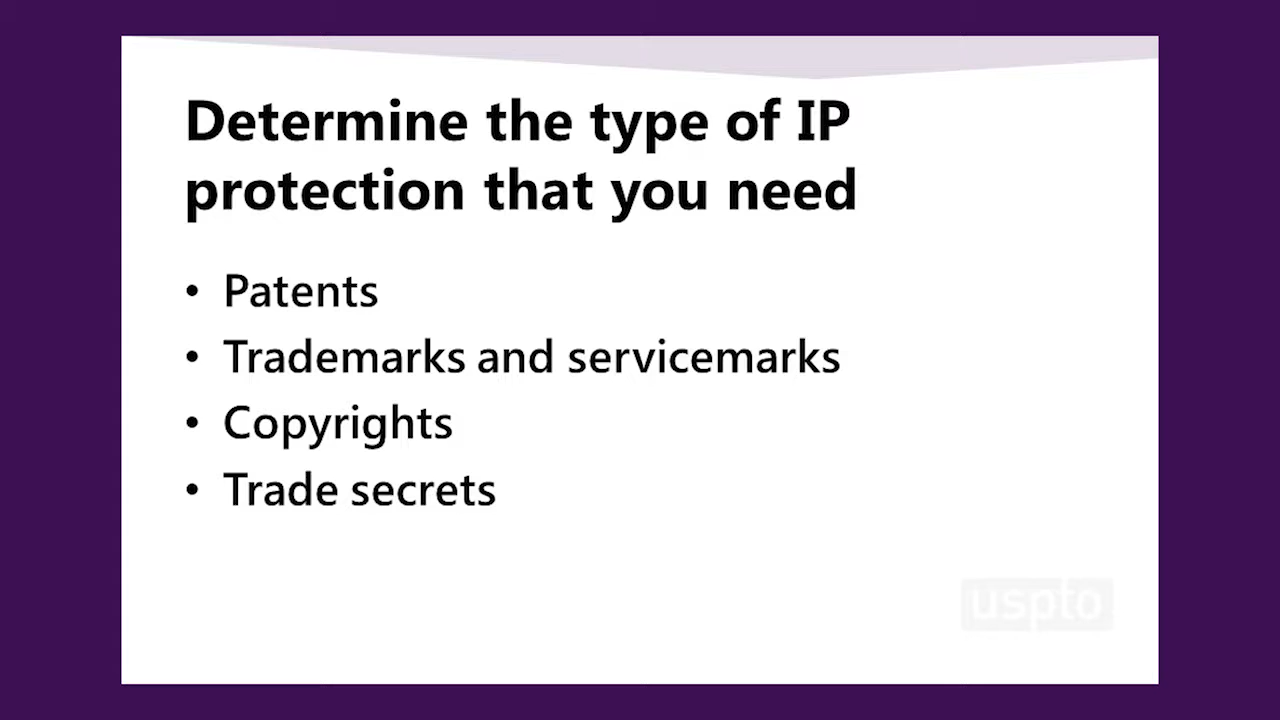 Determine the type of IP
protection that you need
• Patents
• Trademarks and servicemarks
• Copyrights
• Trade secrets
uspto